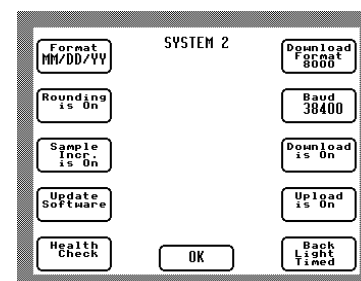 SYSTEM 2
Format
MM/DD/YY
Rounding
is On
Sample
Incr.
is On
Update
Software
Health
Check
OK
Download
Format
8000
Baud
38400
Download
is On
Upload
is On
Back
Light
Timed